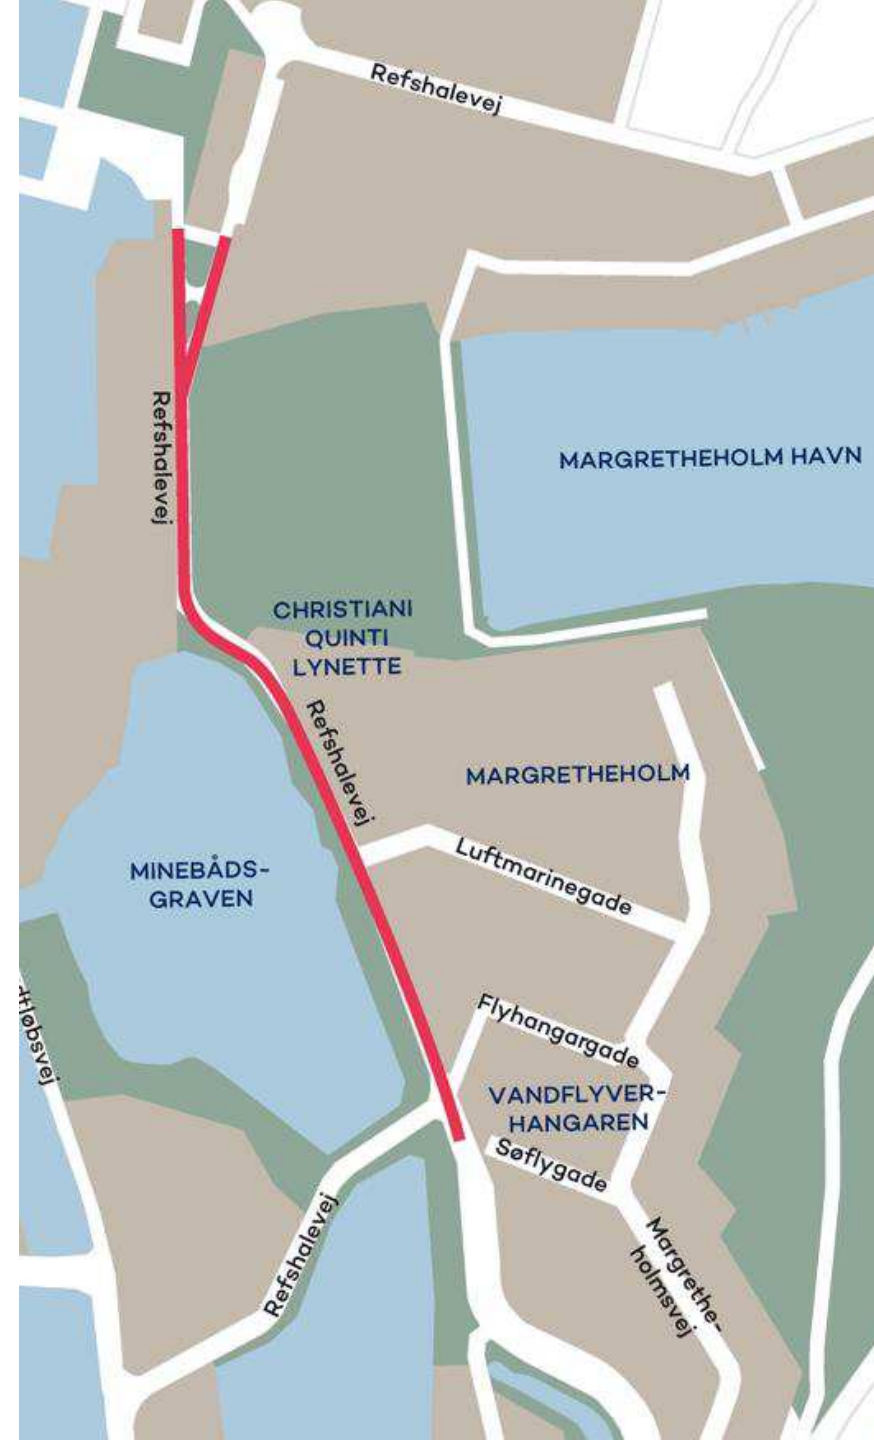 Refshalevej
Refshalevej
MARGRETHEHOLM HAVN
CHRISTIANI
QUINTI
LYNETTE
Refshalevej
MARGRETHEHOLM
Luftmarinegade
MINEBÅDS-
GRAVEN
dtløbsvej
Flyhangargade
VANDFLYVER-
HANGAREN
Søflygade
Refshalevej
Margrethe-
holmsvej